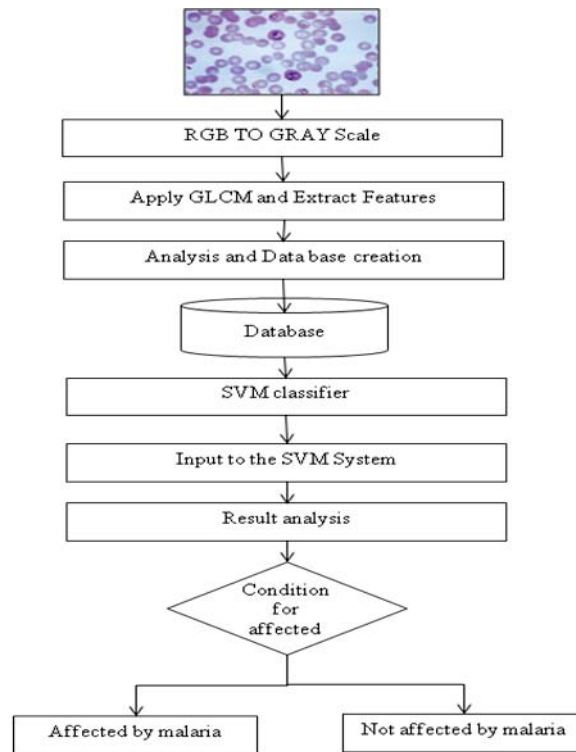 RGB TO GRAY Scale
Apply GLCM and Extract Features
Analysis and Data base creation
Database
SVM classifier
Input to the SVM System
Result analysis
Condition
for
affected
Affected by malaria
Not affected by malaria